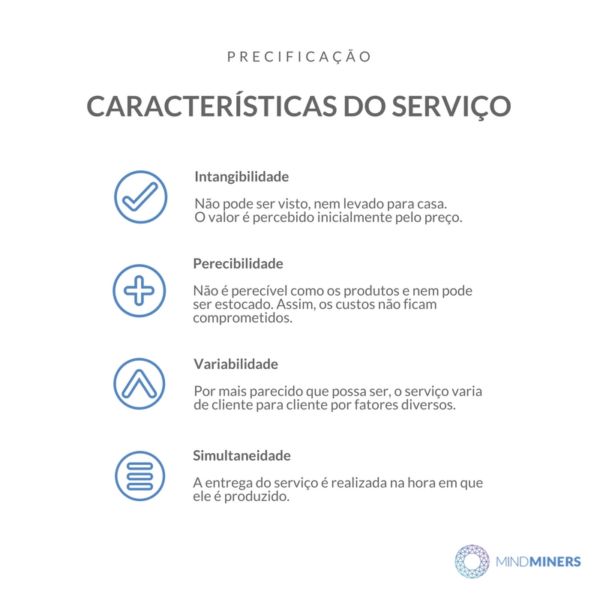 PRECIFICAÇÃO
CARACTERÍSTICAS DO SERVIÇO
Intangibilidade
Não pode ser visto, nem levado para casa.
O valor é percebido inicialmente pelo preço.
Perecibilidade
Não é perecível como os produtos e nem pode
ser estocado. Assim, os custos não ficam
comprometidos.
Variabilidade
Por mais parecido que possa ser, o serviço varia
de cliente para cliente por fatores diversos.
Simultaneidade
A entrega do serviço é realizada na hora em que
ele é produzido.
MINDMINERS